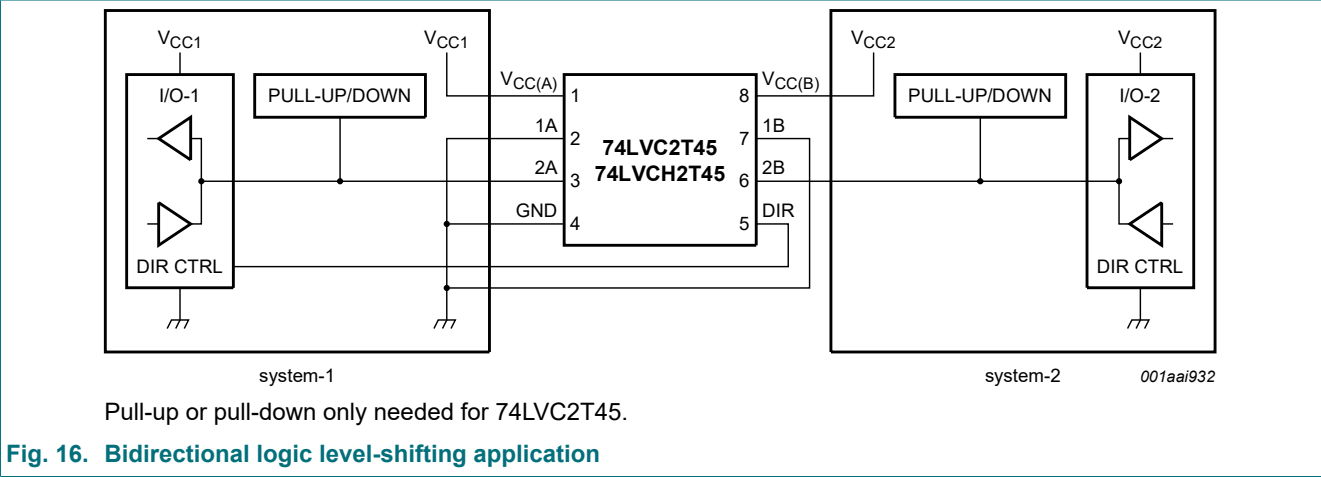 VCC1 VCC1 VCC2 VCC2
I/O-1 PULL-UP/DOWN VCC(A) 1 8 VCC(B) PULL-UP/DOWN I/O-2
1A 2 7 1B
74LVC2T45
2A 3 74LVCH2T45 6 2B
GND 4 5 DIR
DIR CTRL DIR CTRL
system-1 system-2 001aai932
Pull-up or pull-down only needed for 74LVC2T45.
Fig. 16. Bidirectional logic level-shifting application